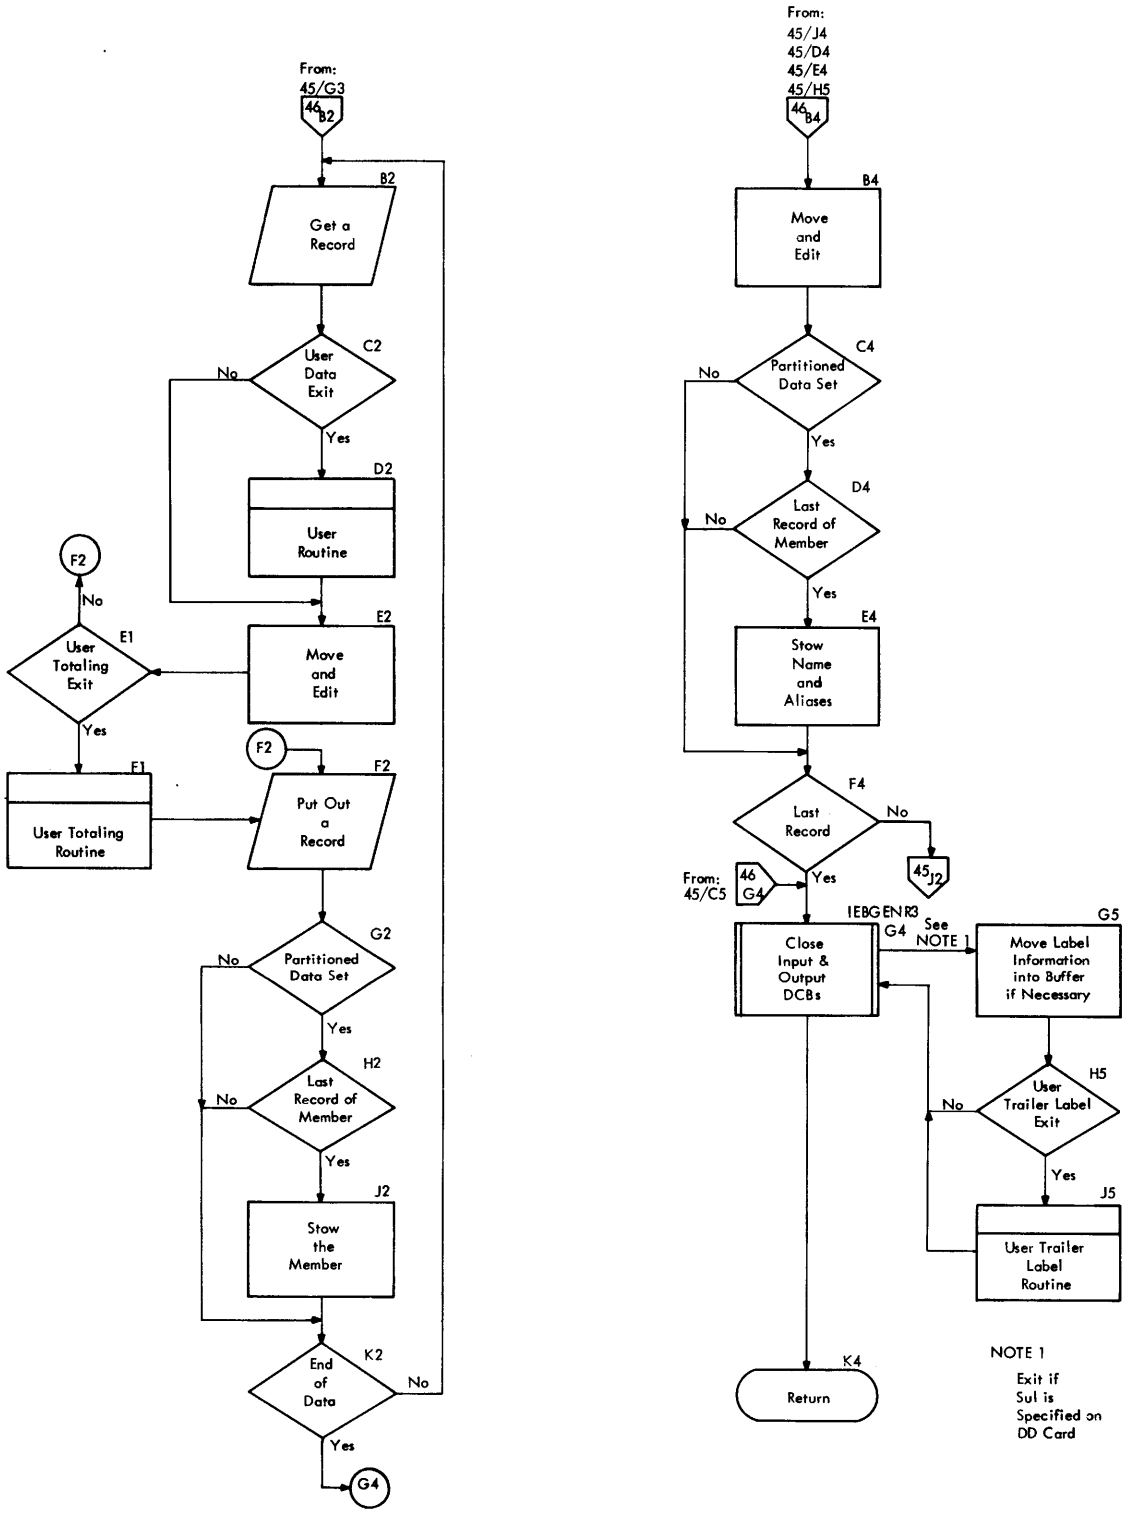 From:
45/G3
46
B2
B2
Get a
Record
C2
User
Data
Exit
No
Yes
D2
User
Routine
F2
No
E1
User
Totaling
Exit
Yes
E2
Move
and
Edit
F2
F1
User Totaling
Routine
F2
Put Out
a
Record
G2
Partitioned
Data Set
No
Yes
H2
Last
Record of
Member
No
Yes
J2
Stow
the
Member
K2
End
of
Data
No
Yes
G4
From:
45/J4
45/D4
45/E4
45/H5
46
B4
B4
Move
and
Edit
C4
Partitioned
Data Set
No
Yes
D4
Last
Record of
Member
No
Yes
E4
Stow
Name
and
Aliases
F4
Last
Record
No
Yes
45
J2
From:
45/C5
46
G4
IEBGENR3
G4
See
NOTE 1
Close
Input &
Output
DCBs
G5
Move Label
Information
into Buffer
if Necessary
H5
User
Trailer Label
Exit
No
Yes
J5
User Trailer
Label
Routine
K4
Return
NOTE 1
Exit if
Sul is
Specified on
DD Card